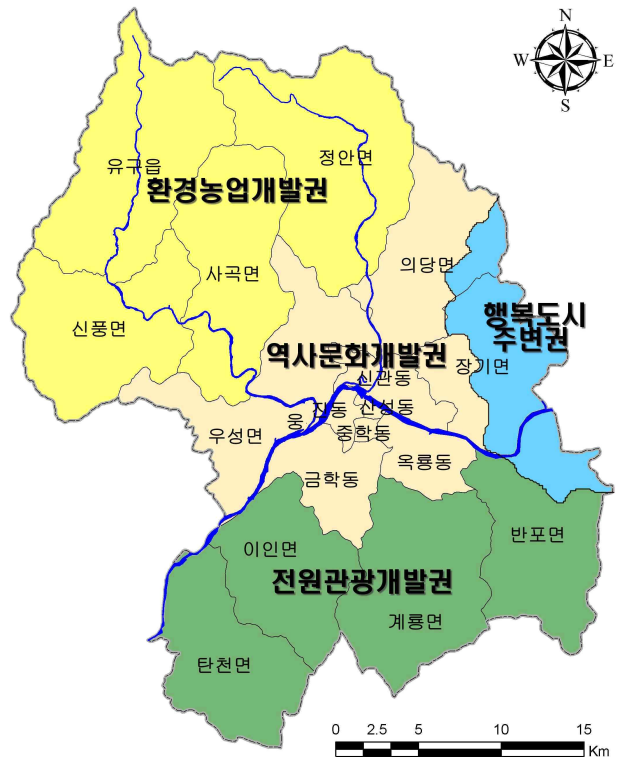 N
W E
S
유구읍
정안면
환경농업개발권
사곡면
의당면
신풍면
행복도시
주변권
역사문화개발권
장기면
신관동
웅진동
산성동
중학동
우성면
옥룡동
금학동
반포면
이인면
전원관광개발권
계룡면
탄천면
0 2.5 5 10 15
Km